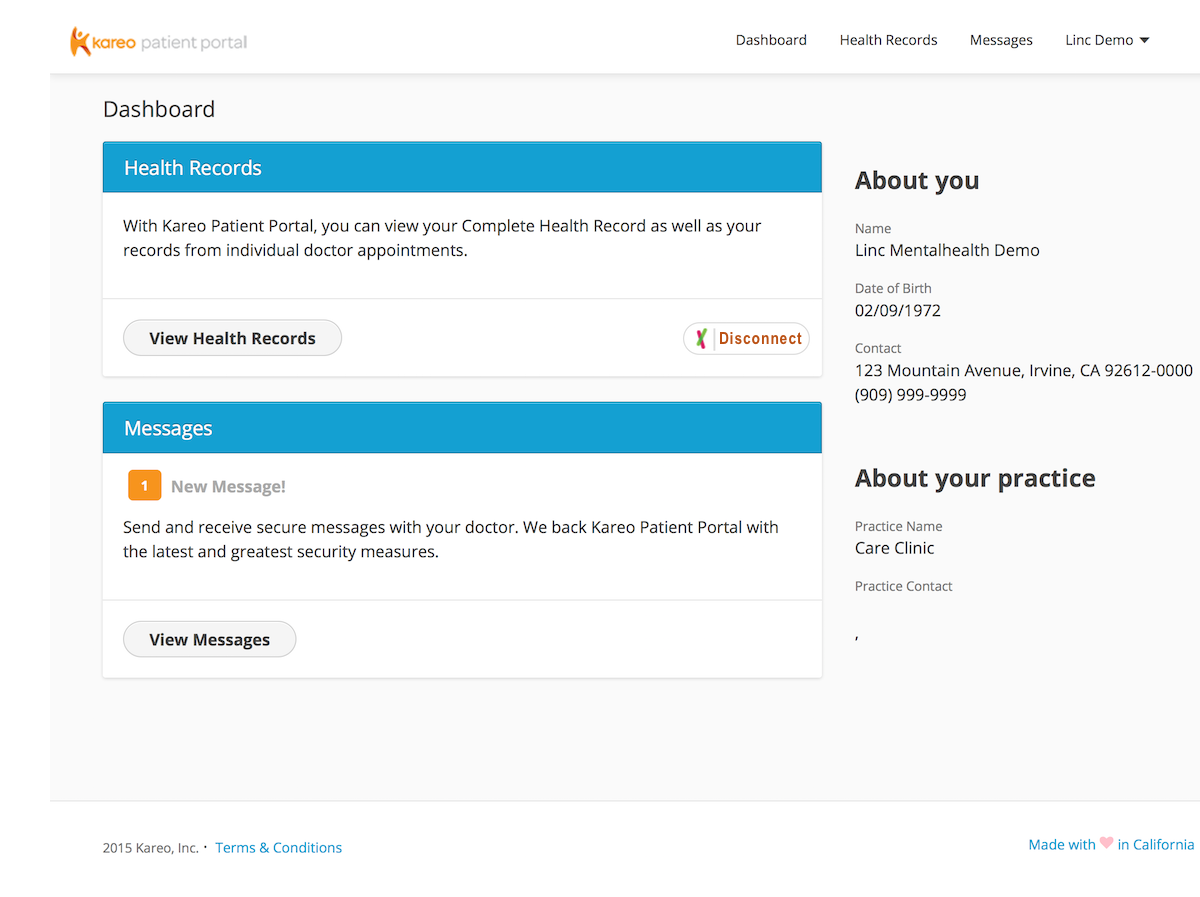 kareo patient portal
Dashboard Health Records Messages Linc Demo
Dashboard
Health Records
With Kareo Patient Portal, you can view your Complete Health Record as well as your
records from individual doctor appointments.
View Health Records Disconnect
Messages
1 New Message!
Send and receive secure messages with your doctor. We back Kareo Patient Portal with
the latest and greatest security measures.
View Messages
About you
Name
Linc Mentalhealth Demo
Date of Birth
02/09/1972
Contact
123 Mountain Avenue, Irvine, CA 92612-0000
(909) 999-9999
About your practice
Practice Name
Care Clinic
Practice Contact
,
2015 Kareo, Inc. · Terms & Conditions
Made with ❤ in California